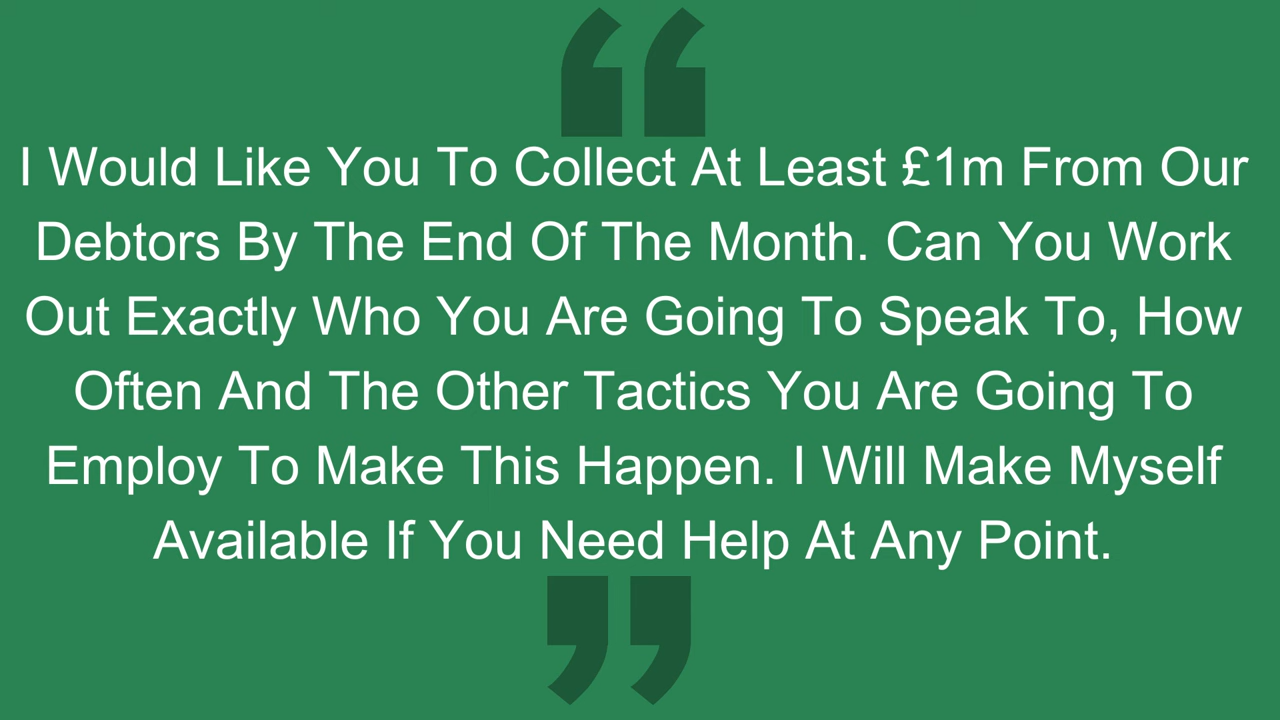 I Would Like You To Collect At Least £1m From Our
Debtors By The End Of The Month. Can You Work
Out Exactly Who You Are Going To Speak To, How
Often And The Other Tactics You Are Going To
Employ To Make This Happen. I Will Make Myself
Available If You Need Help At Any Point.